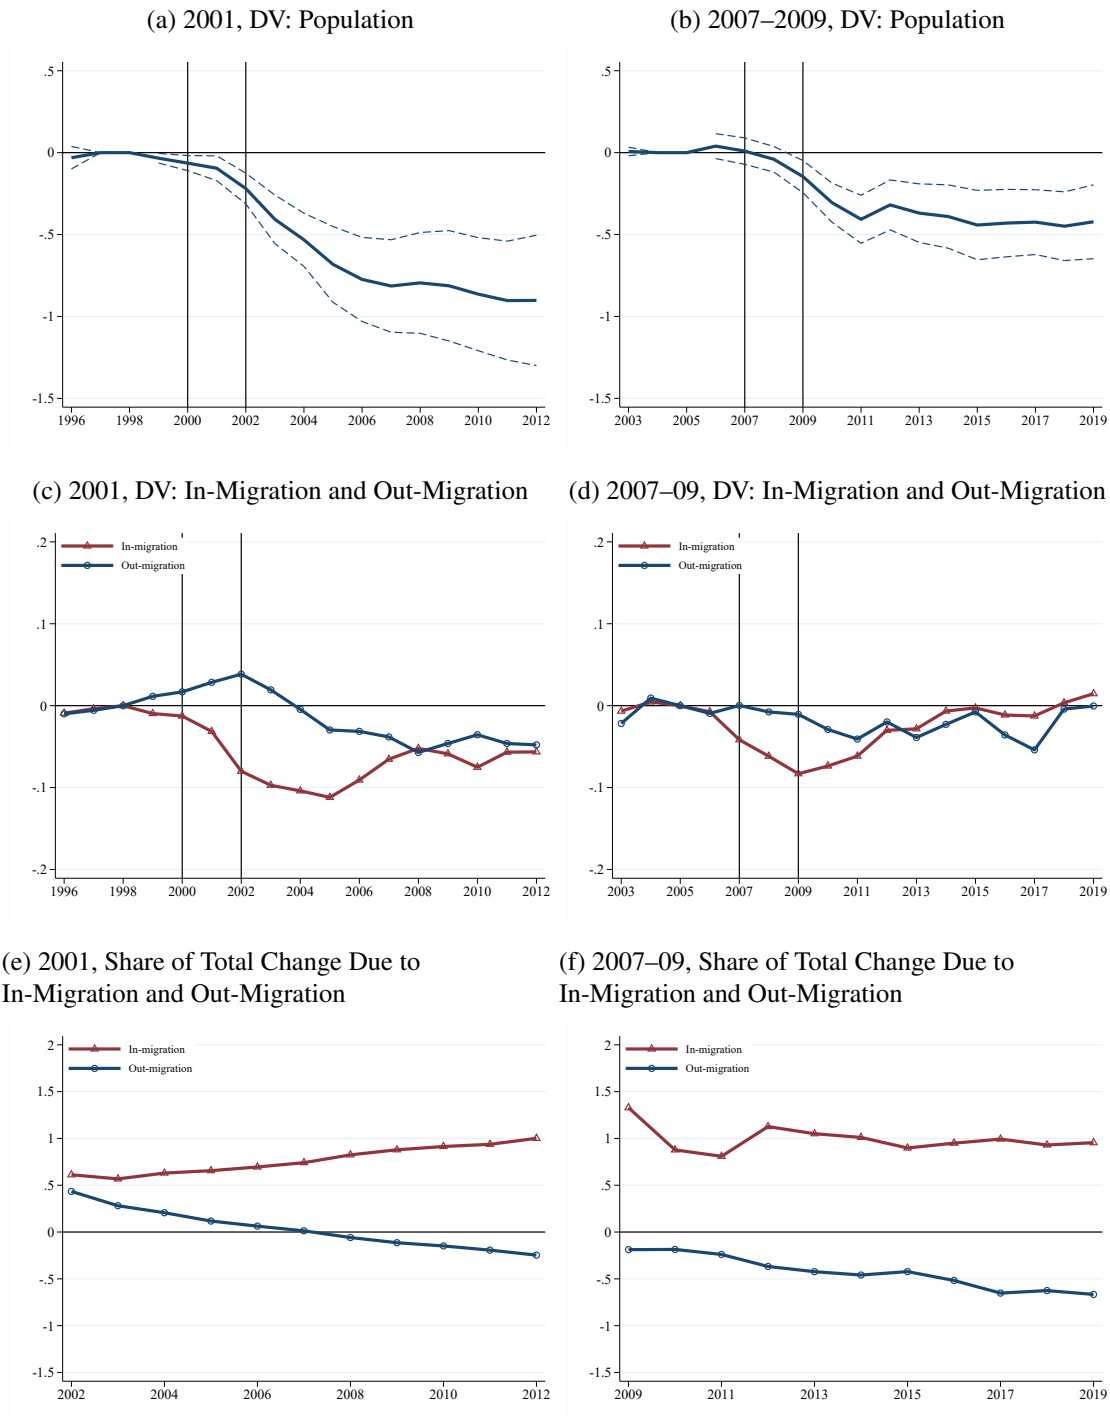 (a) 2001, DV: Population
.5
0
-.5
-1
-1.5
1996 1998 2000 2002 2004 2006 2008 2010 2012
(b) 2007–2009, DV: Population
.5
0
-.5
-1
-1.5
2003 2005 2007 2009 2011 2013 2015 2017 2019
(c) 2001, DV: In-Migration and Out-Migration
In-migration
Out-migration
.2
.1
0
-.1
-.2
1996 1998 2000 2002 2004 2006 2008 2010 2012
(d) 2007–09, DV: In-Migration and Out-Migration
In-migration
Out-migration
.2
.1
0
-.1
-.2
2003 2005 2007 2009 2011 2013 2015 2017 2019
(e) 2001, Share of Total Change Due to
In-Migration and Out-Migration
In-migration
Out-migration
2
1.5
1
.5
0
-.5
-1
-1.5
2002 2004 2006 2008 2010 2012
(f) 2007–09, Share of Total Change Due to
In-Migration and Out-Migration
In-migration
Out-migration
2
1.5
1
.5
0
-.5
-1
-1.5
2009 2011 2013 2015 2017 2019